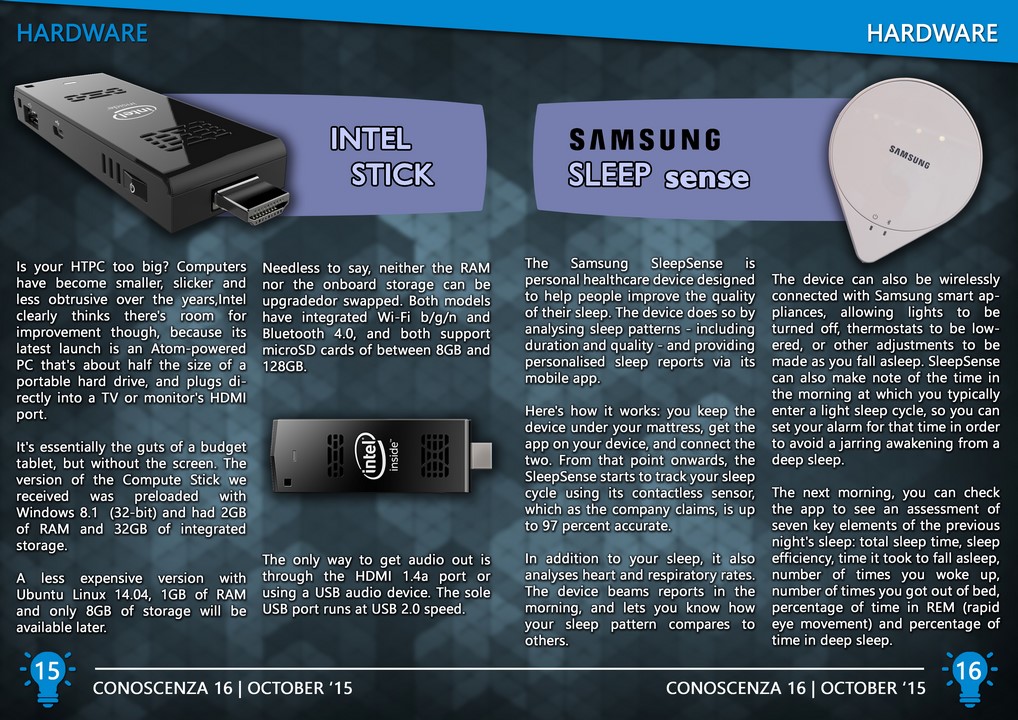 HARDWARE
INTEL
STICK
intel
inside
Is your HTPC too big? Computers
have become smaller, slicker and
less obtrusive over the years,Intel
clearly thinks there's room for
improvement though, because its
latest launch is an Atom-powered
PC that's about half the size of a
portable hard drive, and plugs di-
rectly into a TV or monitor's HDMI
port.
It's essentially the guts of a budget
tablet, but without the screen. The
version of the Compute Stick we
received was preloaded with
Windows 8.1 (32-bit) and had 2GB
of RAM and 32GB of integrated
storage.
A less expensive version with
Ubuntu Linux 14.04, 1GB of RAM
and only 8GB of storage will be
available later.
Needless to say, neither the RAM
nor the onboard storage can be
upgradedor swapped. Both models
have integrated Wi-Fi b/g/n and
Bluetooth 4.0, and both support
microSD cards of between 8GB and
128GB.
intel
inside™
The only way to get audio out is
through the HDMI 1.4a port or
using a USB audio device. The sole
USB port runs at USB 2.0 speed.
15
CONOSCENZA 16 | OCTOBER ‘15
HARDWARE
SAMSUNG
SLEEP sense
SAMSUNG
The Samsung SleepSense is
personal healthcare device designed
to help people improve the quality
of their sleep. The device does so by
analysing sleep patterns - including
duration and quality - and providing
personalised sleep reports via its
mobile app.
Here's how it works: you keep the
device under your mattress, get the
app on your device, and connect the
two. From that point onwards, the
SleepSense starts to track your sleep
cycle using its contactless sensor,
which as the company claims, is up
to 97 percent accurate.
In addition to your sleep, it also
analyses heart and respiratory rates.
The device beams reports in the
morning, and lets you know how
your sleep pattern compares to
others.
The device can also be wirelessly
connected with Samsung smart ap-
pliances, allowing lights to be
turned off, thermostats to be low-
ered, or other adjustments to be
made as you fall asleep. SleepSense
can also make note of the time in
the morning at which you typically
enter a light sleep cycle, so you can
set your alarm for that time in order
to avoid a jarring awakening from a
deep sleep.
The next morning, you can check
the app to see an assessment of
seven key elements of the previous
night's sleep: total sleep time, sleep
efficiency, time it took to fall asleep,
number of times you woke up,
number of times you got out of bed,
percentage of time in REM (rapid
eye movement) and percentage of
time in deep sleep.
CONOSCENZA 16 | OCTOBER ‘15
16